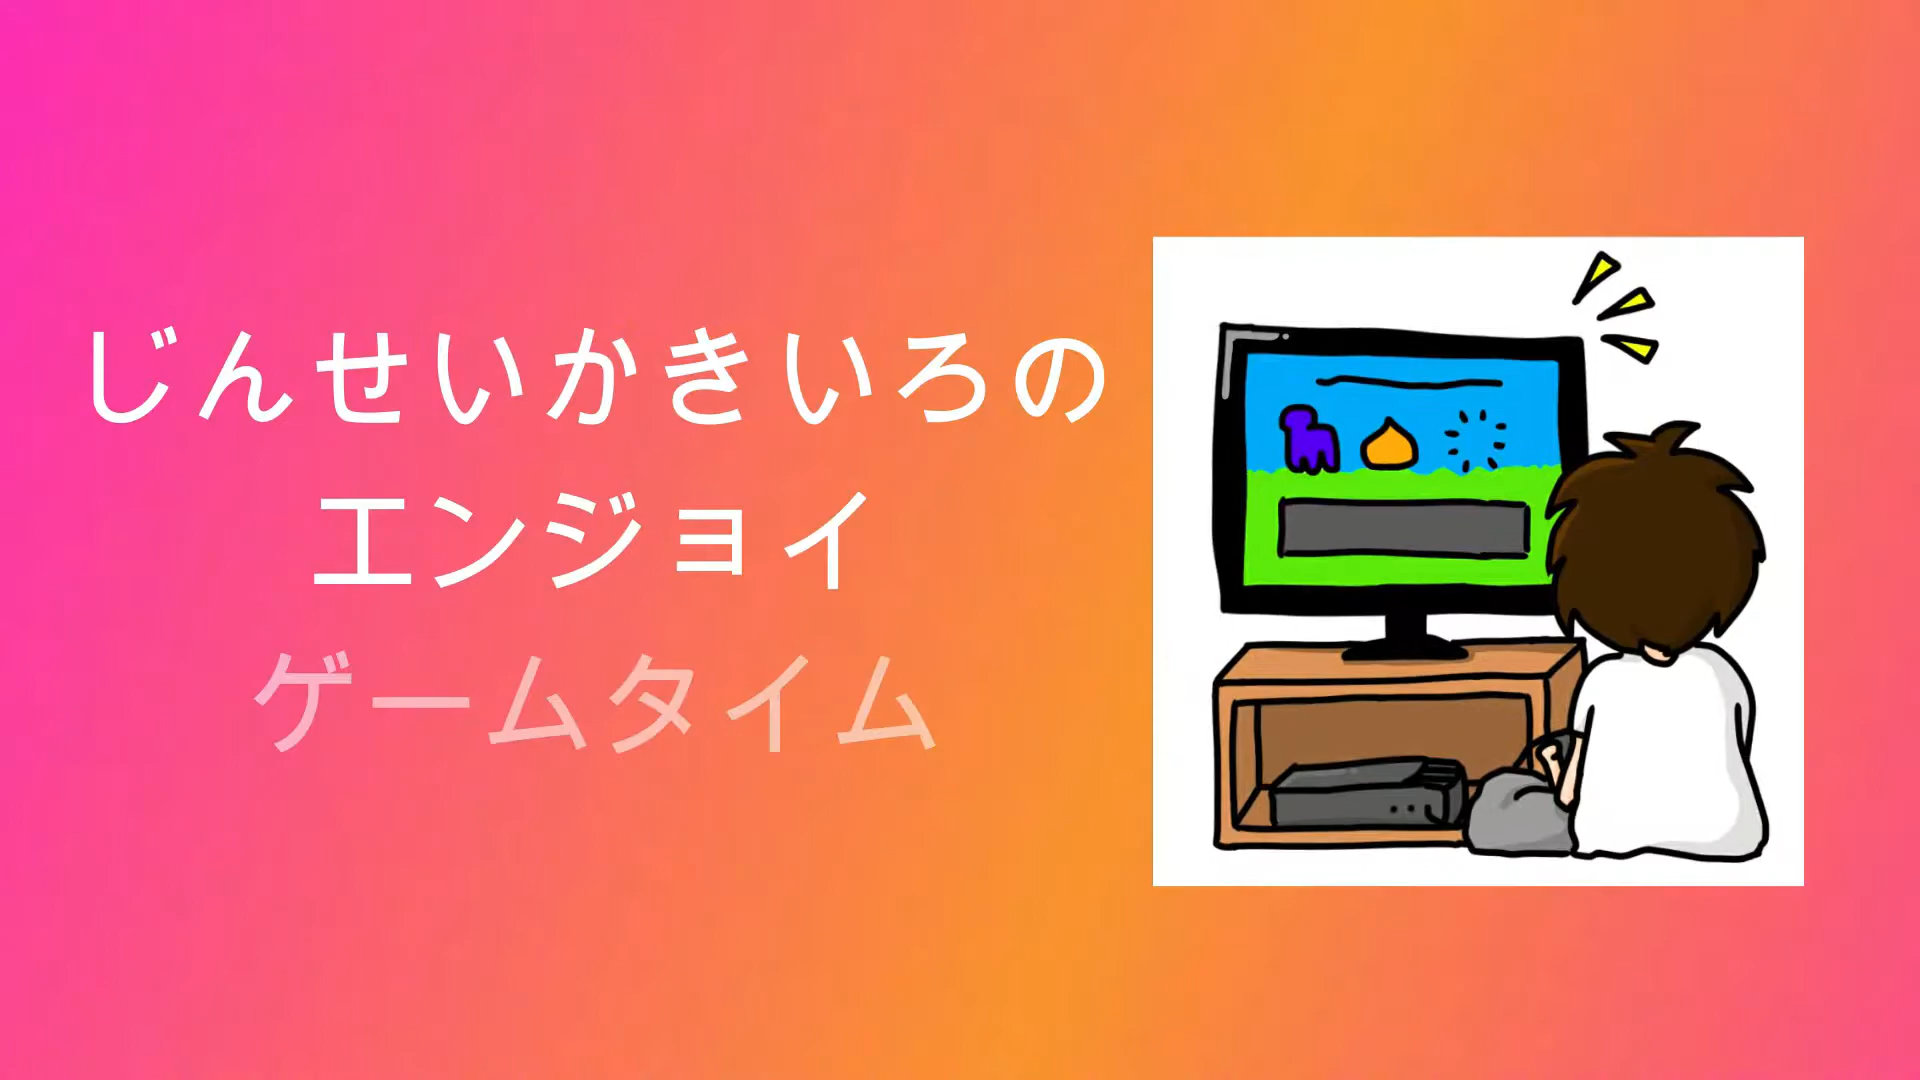 じんせいかきいろの
エンジョイ
ゲームタイム